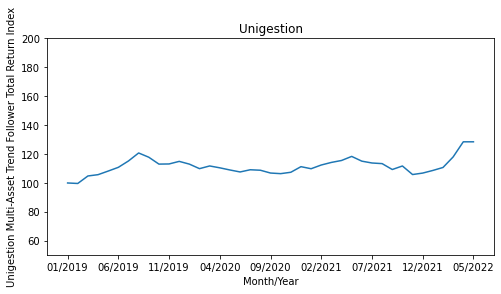 Unigestion
Unigestion Multi-Asset Trend Follower Total Return Index
200
180
160
140
120
100
80
60
01/2019 06/2019 11/2019 04/2020 09/2020 02/2021 07/2021 12/2021 05/2022
Month/Year